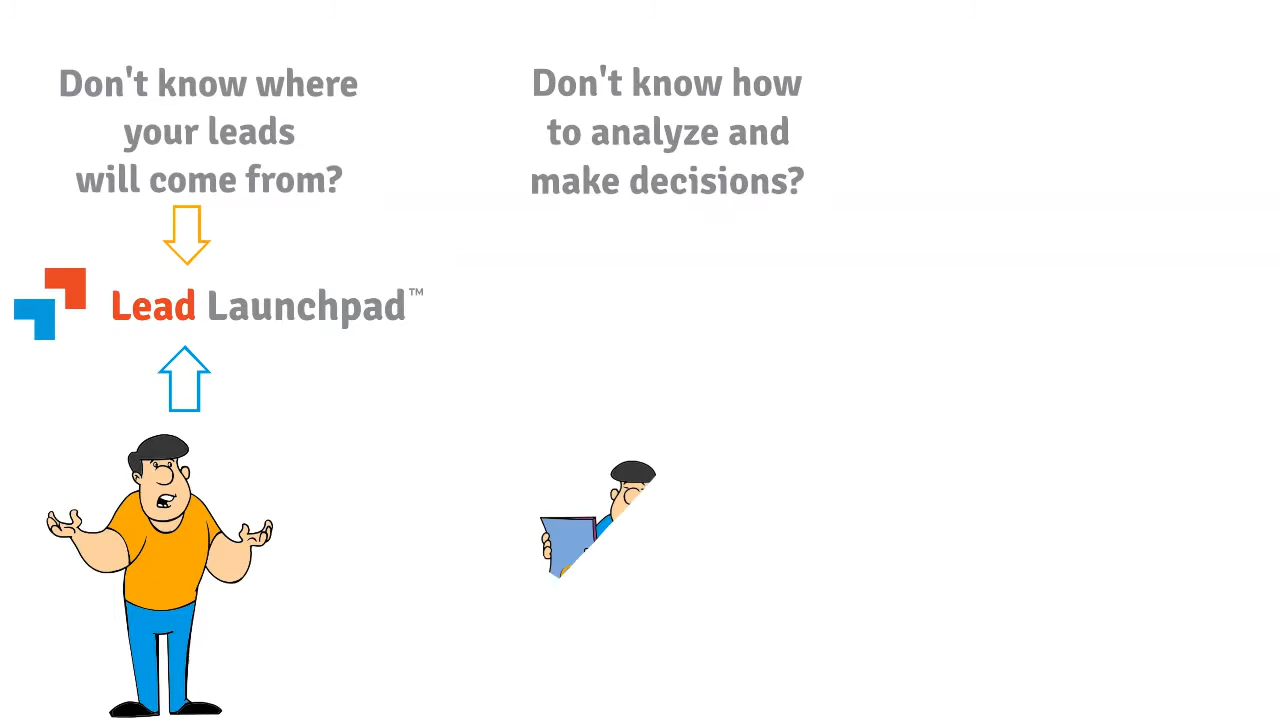 Don't know where
your leads
will come from?
Lead Launchpad™
Don't know how
to analyze and
make decisions?